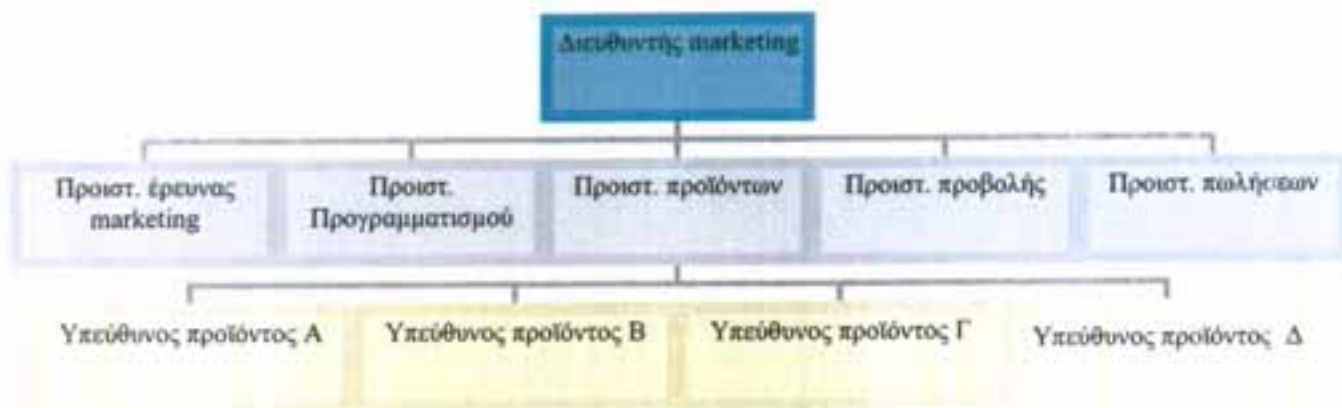 Διευθυντής marketing
Προιστ. έρευνας
marketing
Προιστ.
Προγραμματισμού
Προιστ. προϊόντων
Προιστ. προβολής
Προιστ. πωλήσεων
Υπεύθυνος προϊόντος Α
Υπεύθυνος προϊόντος Β
Υπεύθυνος προϊόντος Γ
Υπεύθυνος προϊόντος Δ